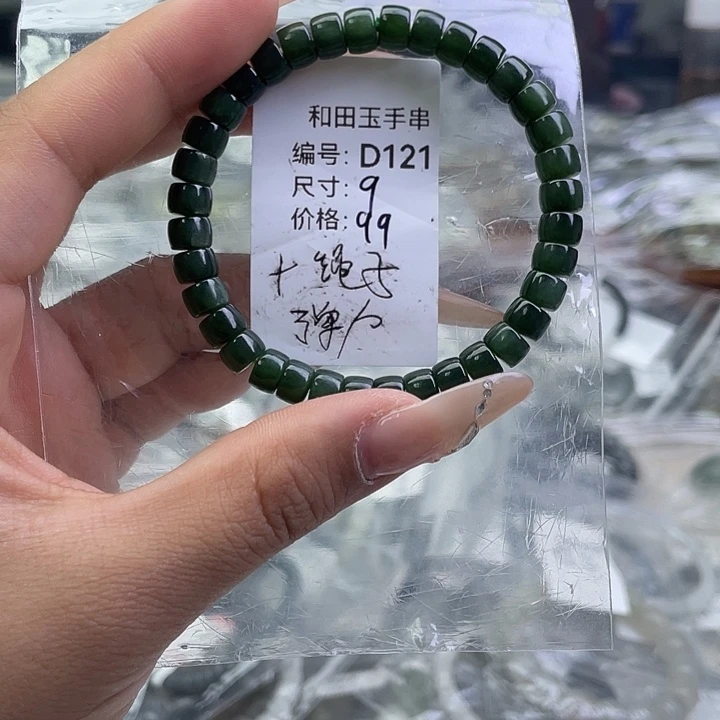 和田玉手串
编号: D121
尺寸: 9
价格: 99
绳子
弹力